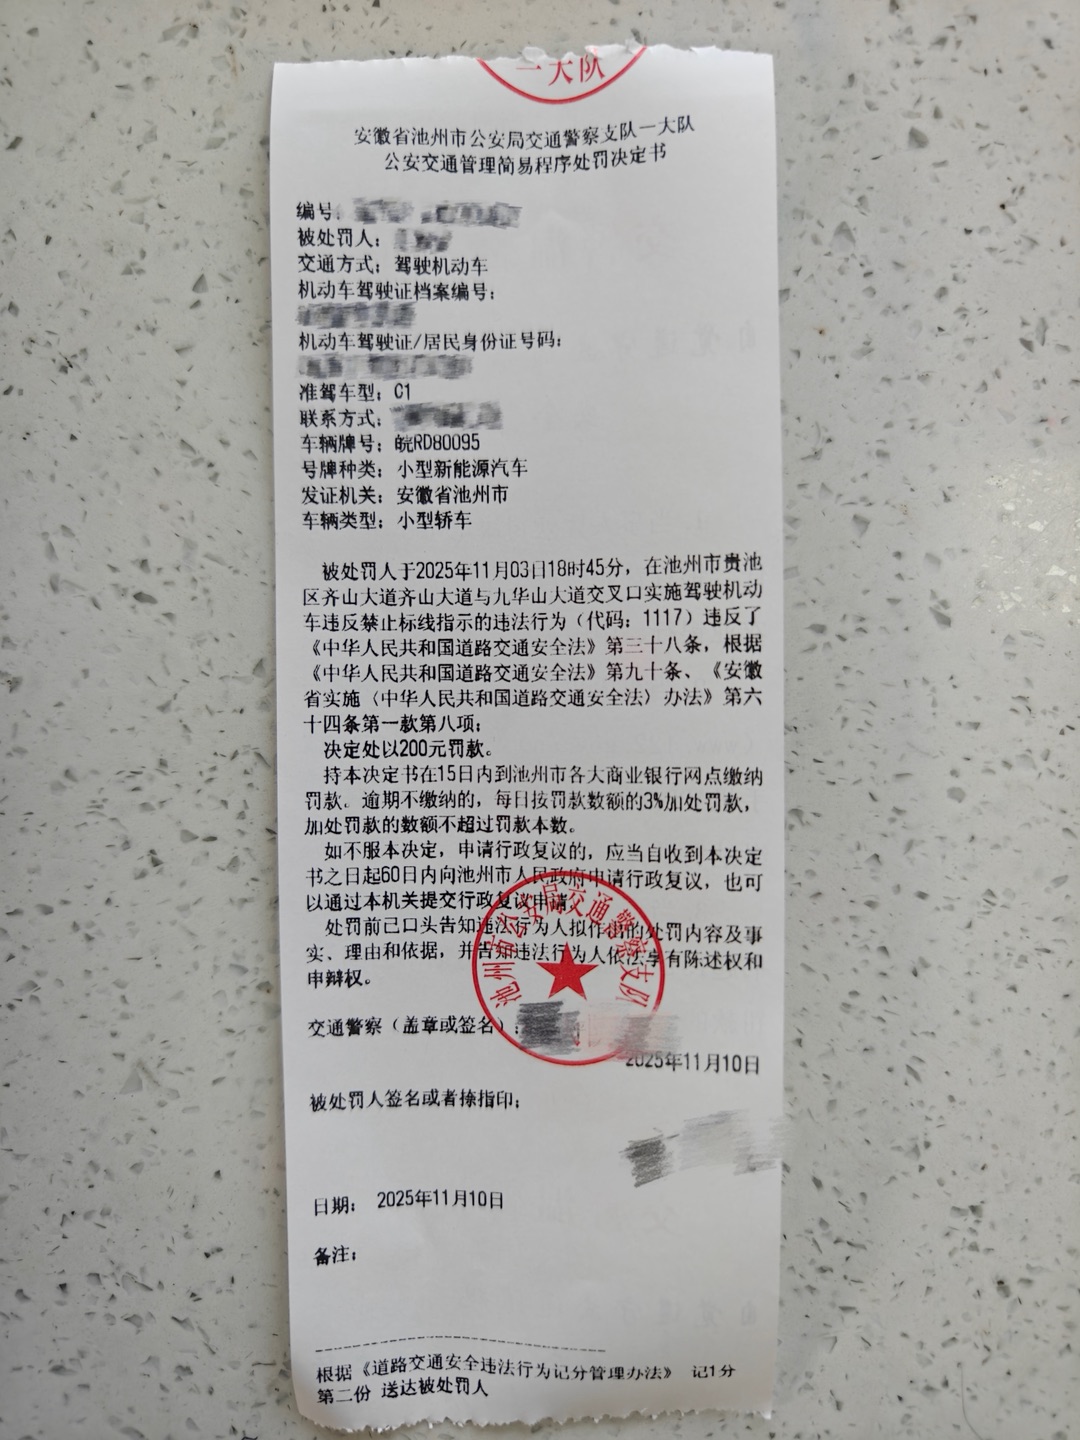 一大队
安徽省池州市公安局交通警察支队一大队
公安交通管理简易程序处罚决定书
编号:
被处罚人:
交通方式: 驾驶机动车
机动车驾驶证档案编号:
机动车驾驶证/居民身份证号码:
准驾车型: C1
联系方式:
车辆牌号: 皖RD80095
号牌种类: 小型新能源汽车
发证机关: 安徽省池州市
车辆类型: 小型轿车
被处罚人于2025年11月03日18时45分, 在池州市贵池
区齐山大道齐山大道与九华山大道交叉口实施驾驶机动
车违反禁止标线指示的违法行为(代码: 1117)违反了
《中华人民共和国道路交通安全法》第三十八条, 根据
《中华人民共和国道路交通安全法》第九十条、《安徽
省实施〈中华人民共和国道路交通安全法〉办法》第六
十四条第一款第八项;
决定处以200元罚款。
持本决定书在15日内到池州市各大商业银行网点缴纳
罚款。逾期不缴纳的, 每日按罚款数额的3%加处罚款,
加处罚款的数额不超过罚款本数。
如不服本决定, 申请行政复议的, 应当自收到本决定
书之日起60日内向池州市人民政府申请行政复议, 也可
以通过本机关提交行政复议申请。
处罚前已口头告知违法行为人拟作出的处罚内容及事
实、理由和依据, 并告知违法行为人依法享有陈述权和
申辩权。
池州市公安局交通警察支队
交通警察(盖章或签名):
2025年11月10日
被处罚人签名或者捺指印:
日期: 2025年11月10日
备注:
根据《道路交通安全违法行为记分管理办法》 记1分
第二份 送达被处罚人